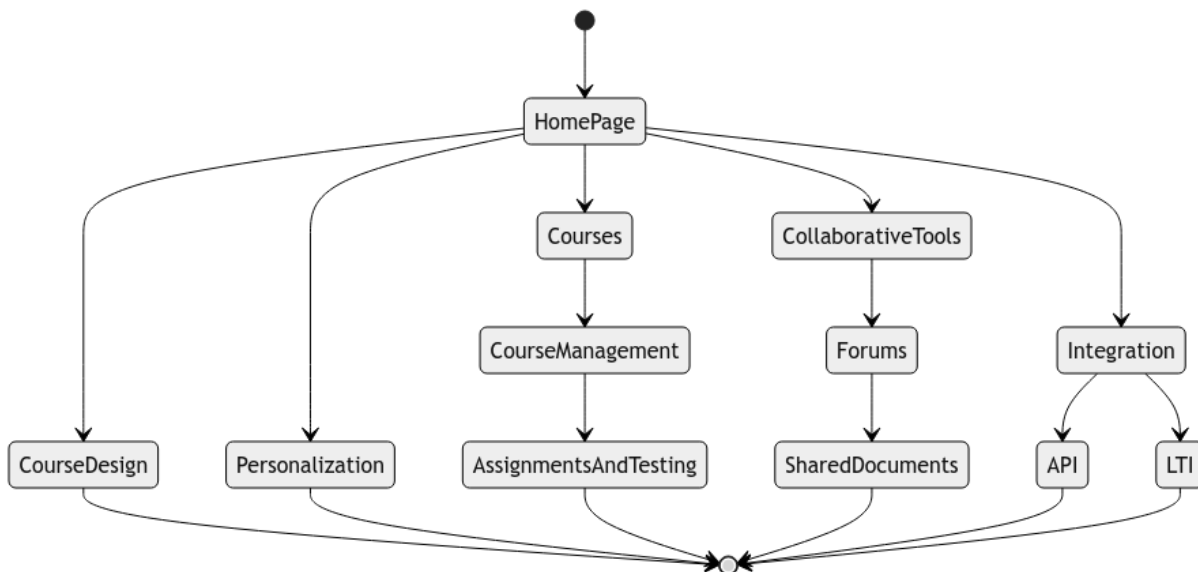 HomePage
Courses
CollaborativeTools
CourseManagement
Forums
Integration
CourseDesign
Personalization
AssignmentsAndTesting
SharedDocuments
API
LTI